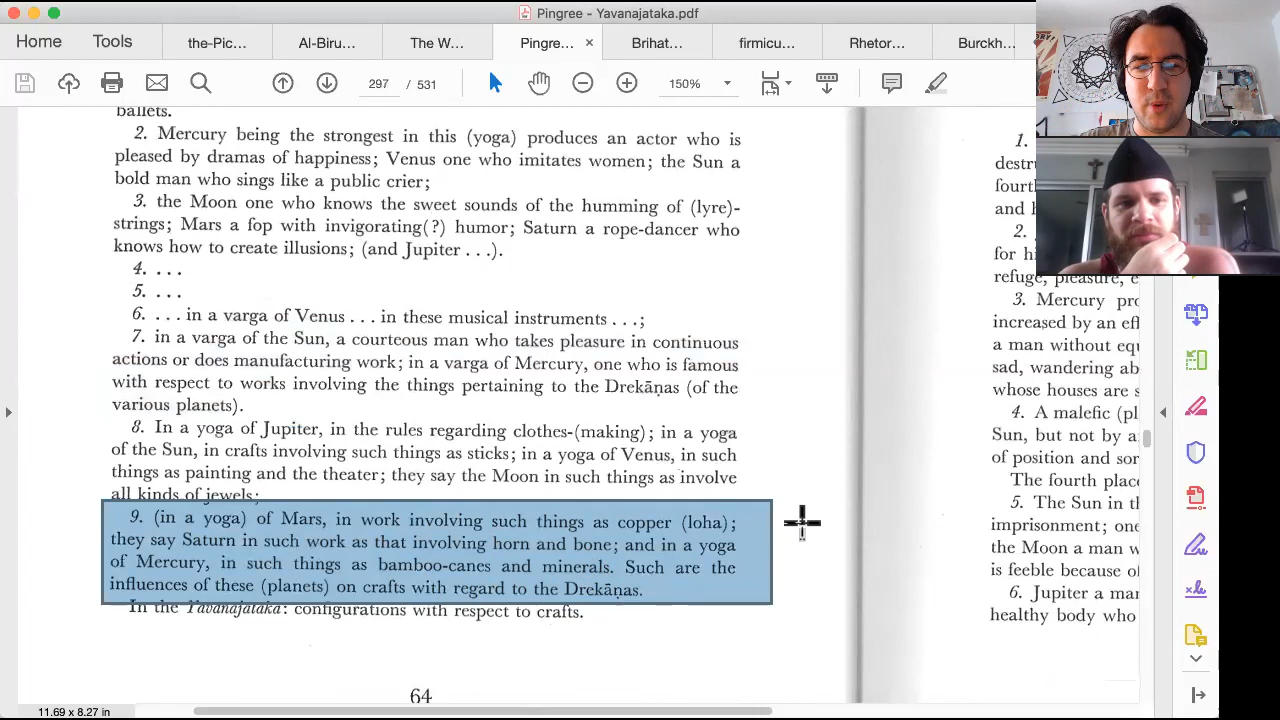 Pingree - Yavanajataka.pdf
Home
Tools
the-Pic...
Al-Biru...
The W...
Pingre...
Brihat...
firmicu...
Rhetor...
Burckh
297 / 531
150%
ballets.
2. Mercury being the strongest in this (yoga) produces an actor who is
pleased by dramas of happiness; Venus one who imitates women; the Sun a
bold man who sings like a public crier;
3. the Moon one who knows the sweet sounds of the humming of (lyre)-
strings; Mars a fop with invigorating(?) humor; Saturn a rope-dancer who
knows how to create illusions; (and Jupiter . . .).
4. . . .
5. . . .
6. . . . in a varga of Venus . . . in these musical instruments . . .;
7. in a varga of the Sun, a courteous man who takes pleasure in continuous
actions or does manufacturing work; in a varga of Mercury, one who is famous
with respect to works involving the things pertaining to the Drekāṇas (of the
various planets).
8. In a yoga of Jupiter, in the rules regarding clothes-(making); in a yoga
of the Sun, in crafts involving such things as sticks; in a yoga of Venus, in such
things as painting and the theater; they say the Moon in such things as involve
all kinds of jewels;
9. (in a yoga) of Mars, in work involving such things as copper (loha);
they say Saturn in such work as that involving horn and bone; and in a yoga
of Mercury, in such things as bamboo-canes and minerals. Such are the
influences of these (planets) on crafts with regard to the Drekāṇas.
In the Yavanajātaka: configurations with respect to crafts.
64
1.
destr
fourt
and h
2.
for hi
refuge, pleasure, e
3. Mercury pro
increased by an eff
a man without equ
sad, wandering ab
whose houses are s
4. A malefic (pl
Sun, but not by a
of position and sor
The fourth place
5. The Sun in th
imprisonment; one
the Moon a man w
is feeble because of
6. Jupiter a man
healthy body who
11.69 x 8.27 in